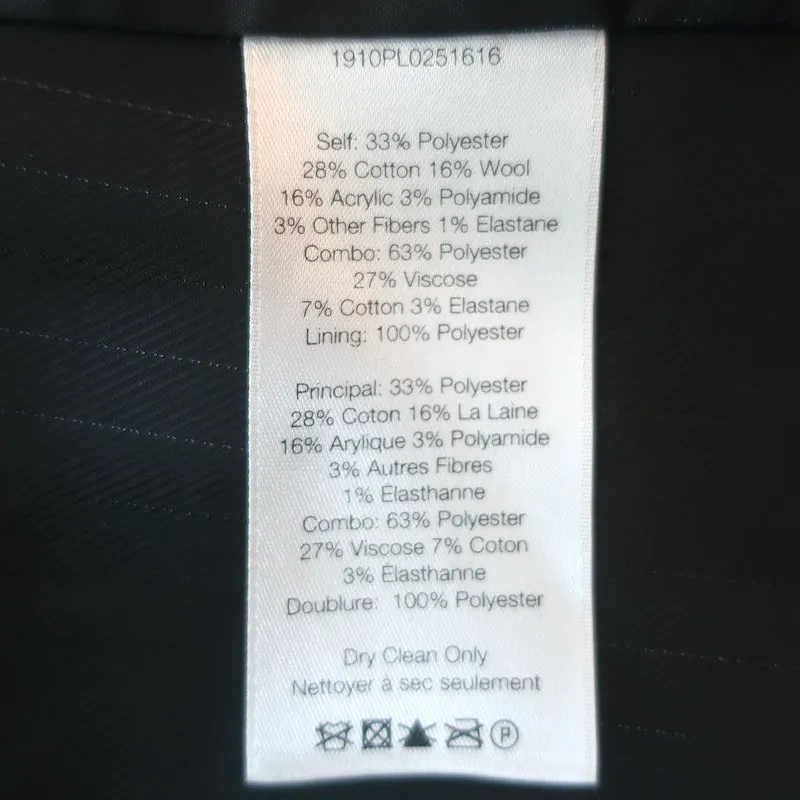 1910PL0251616
Self: 33% Polyester
28% Cotton 16% Wool
16% Acrylic 3% Polyamide
3% Other Fibers 1% Elastane
Combo: 63% Polyester
27% Viscose
7% Cotton 3% Elastane
Lining: 100% Polyester
Principal: 33% Polyester
28% Coton 16% La Laine
16% Arylique 3% Polyamide
3% Autres Fibres
1% Élasthanne
Combo: 63% Polyester
27% Viscose 7% Coton
3% Élasthanne
Doublure: 100% Polyester
Dry Clean Only
Nettoyer à sec seulement
P